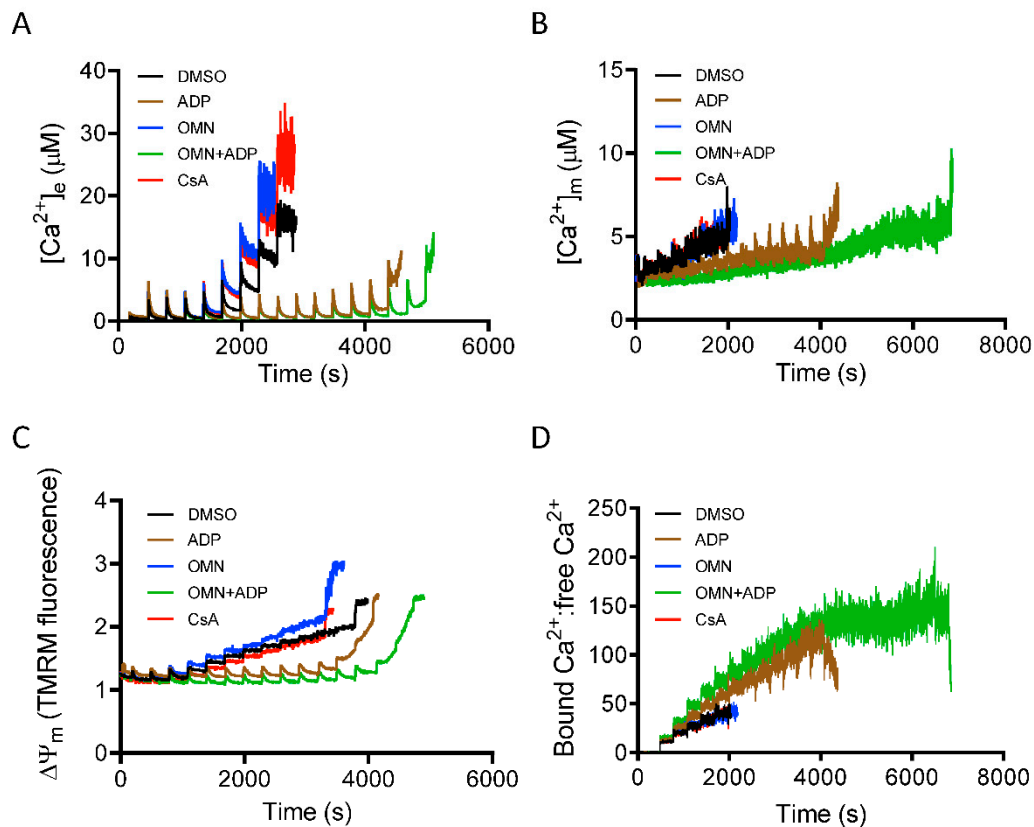 A
[Ca2+]e (μM)
40
30
20
10
0
DMSO
ADP
OMN
OMN+ADP
CsA
0 2000 4000 6000
Time (s)
B
[Ca2+]m (μM)
15
10
5
0
DMSO
ADP
OMN
OMN+ADP
CsA
0 2000 4000 6000 8000
Time (s)
C
ΔΨm (TMRM fluorescence)
4
3
2
1
0
DMSO
ADP
OMN
OMN+ADP
CsA
0 2000 4000 6000
Time (s)
D
Bound Ca2+:free Ca2+
250
200
150
100
50
0
DMSO
ADP
OMN
OMN+ADP
CsA
0 2000 4000 6000 8000
Time (s)